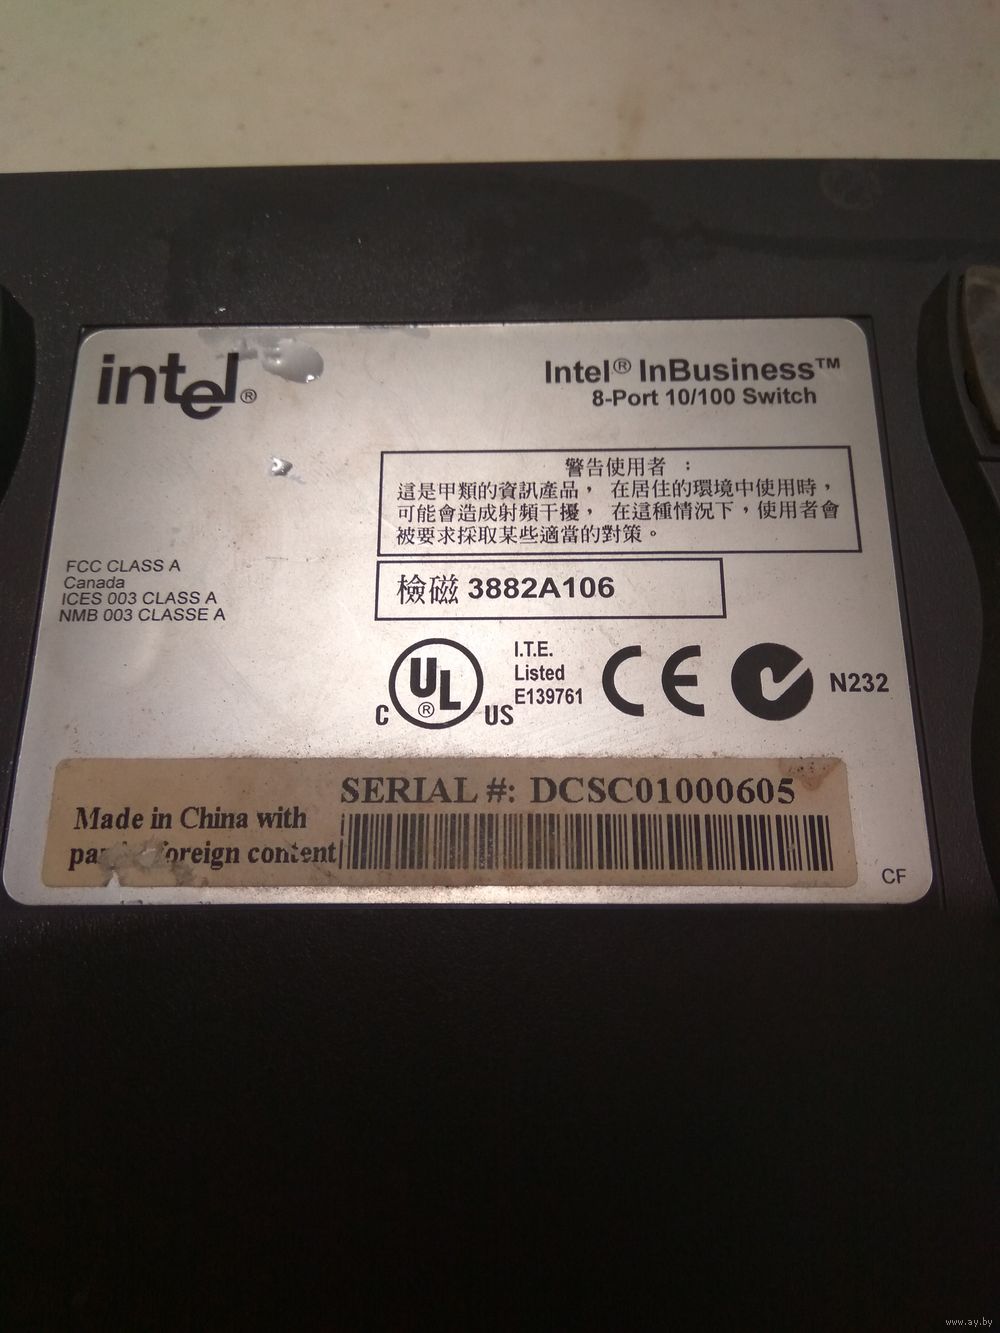 intel®
Intel® InBusiness™
8-Port 10/100 Switch
警告使用者 :
這是甲類的資訊產品， 在居住的環境中使用時，
可能會造成射頻干擾， 在這種情況下，使用者會
被要求採取某些適當的對策。
檢磁 3882A106
FCC CLASS A
Canada
ICES 003 CLASS A
NMB 003 CLASSE A
C UL® US
I.T.E.
Listed
E139761
CE
N232
SERIAL #: DCSC01000605
Made in China with
foreign content
CF
www.ay.by